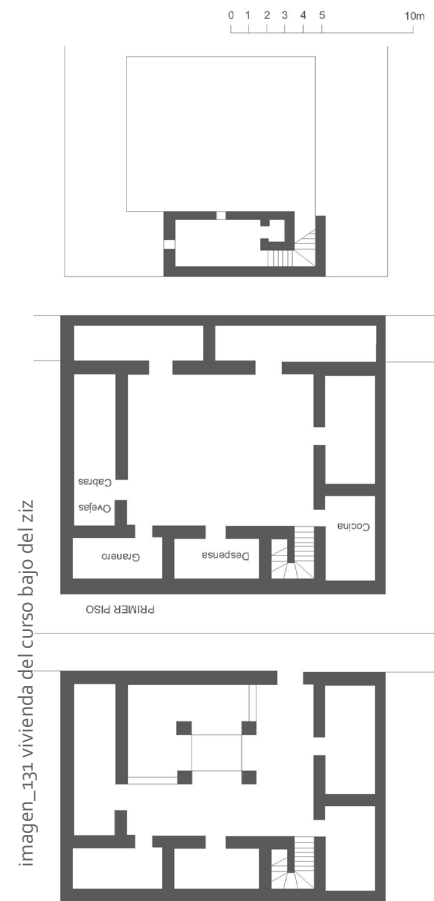 0 1 2 3 4 5 10m
Cabras
Ovejas
Granero
Despensa
Cocina
PRIMER PISO
imagen_131 vivienda del curso bajo del ziz